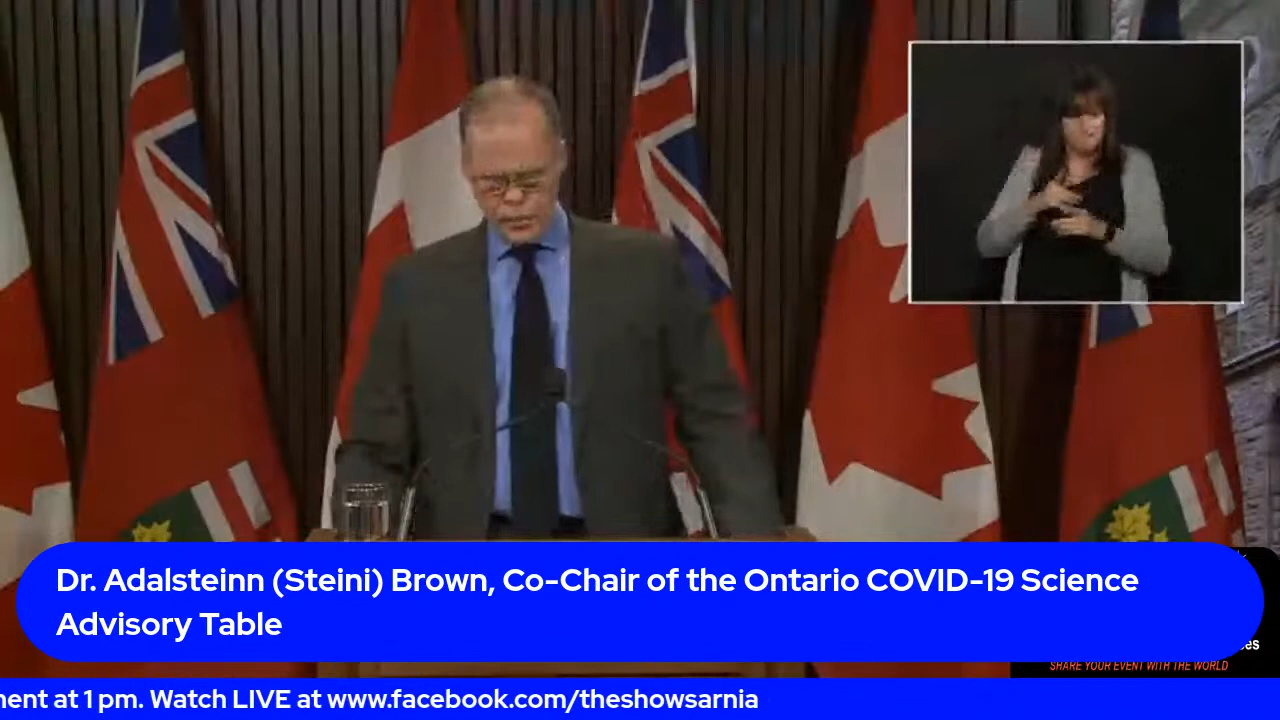 Dr. Adalsteinn (Steini) Brown, Co-Chair of the Ontario COVID-19 Science
Advisory Table
SHARE YOUR EVENT WITH THE WORLD
at 1 pm. Watch LIVE at www.facebook.com/theshowsarnia